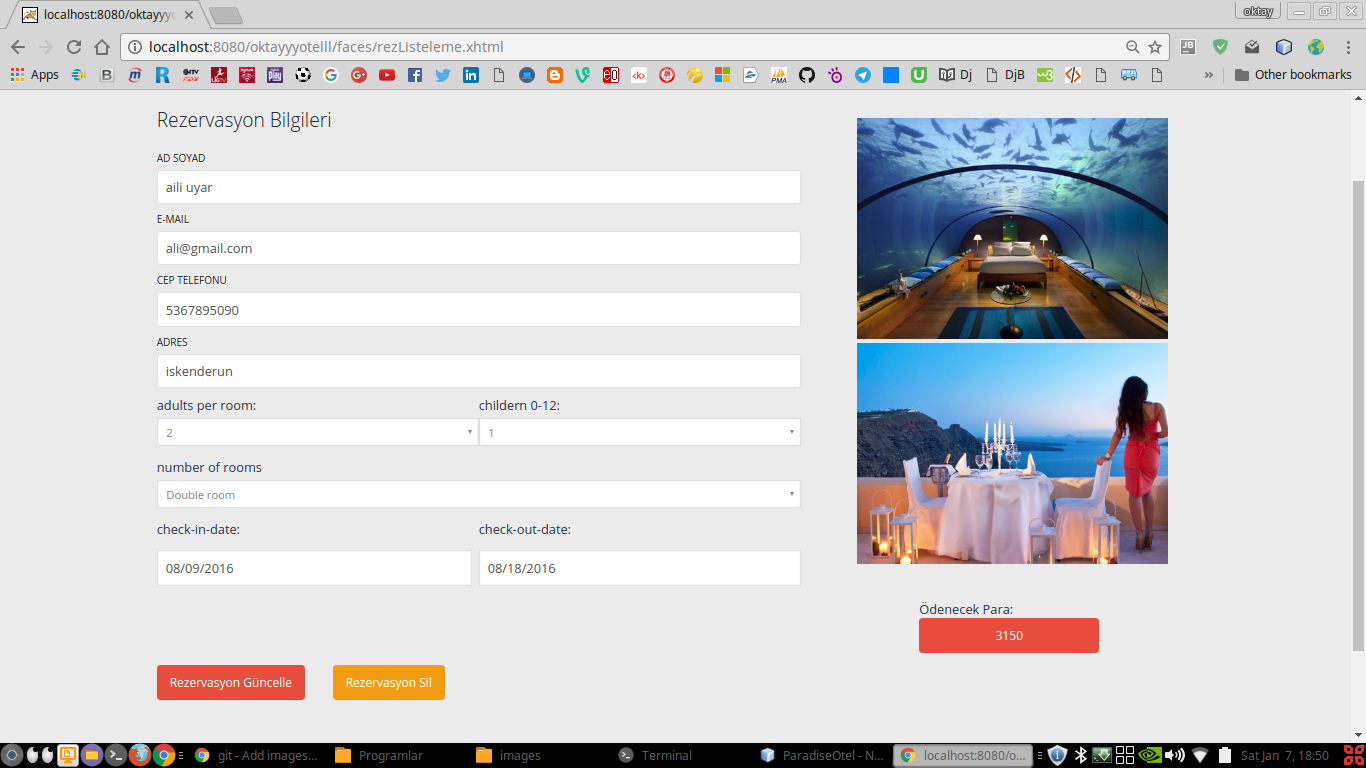 localhost:8080/oktayyyo
oktay
localhost:8080/oktayyyotelll/faces/rezListeleme.xhtml
Apps
Dj
DjB
»
Other bookmarks
Rezervasyon Bilgileri
AD SOYAD
aili uyar
E-MAIL
ali@gmail.com
CEP TELEFONU
5367895090
ADRES
iskenderun
adults per room:
childern 0-12:
2
1
number of rooms
Double room
check-in-date:
check-out-date:
08/09/2016
08/18/2016
Ödenecek Para:
3150
Rezervasyon Güncelle
Rezervasyon Sil
git - Add images...
Programlar
images
Terminal
ParadiseOtel - N...
localhost:8080/o...
Sat Jan 7, 18:50